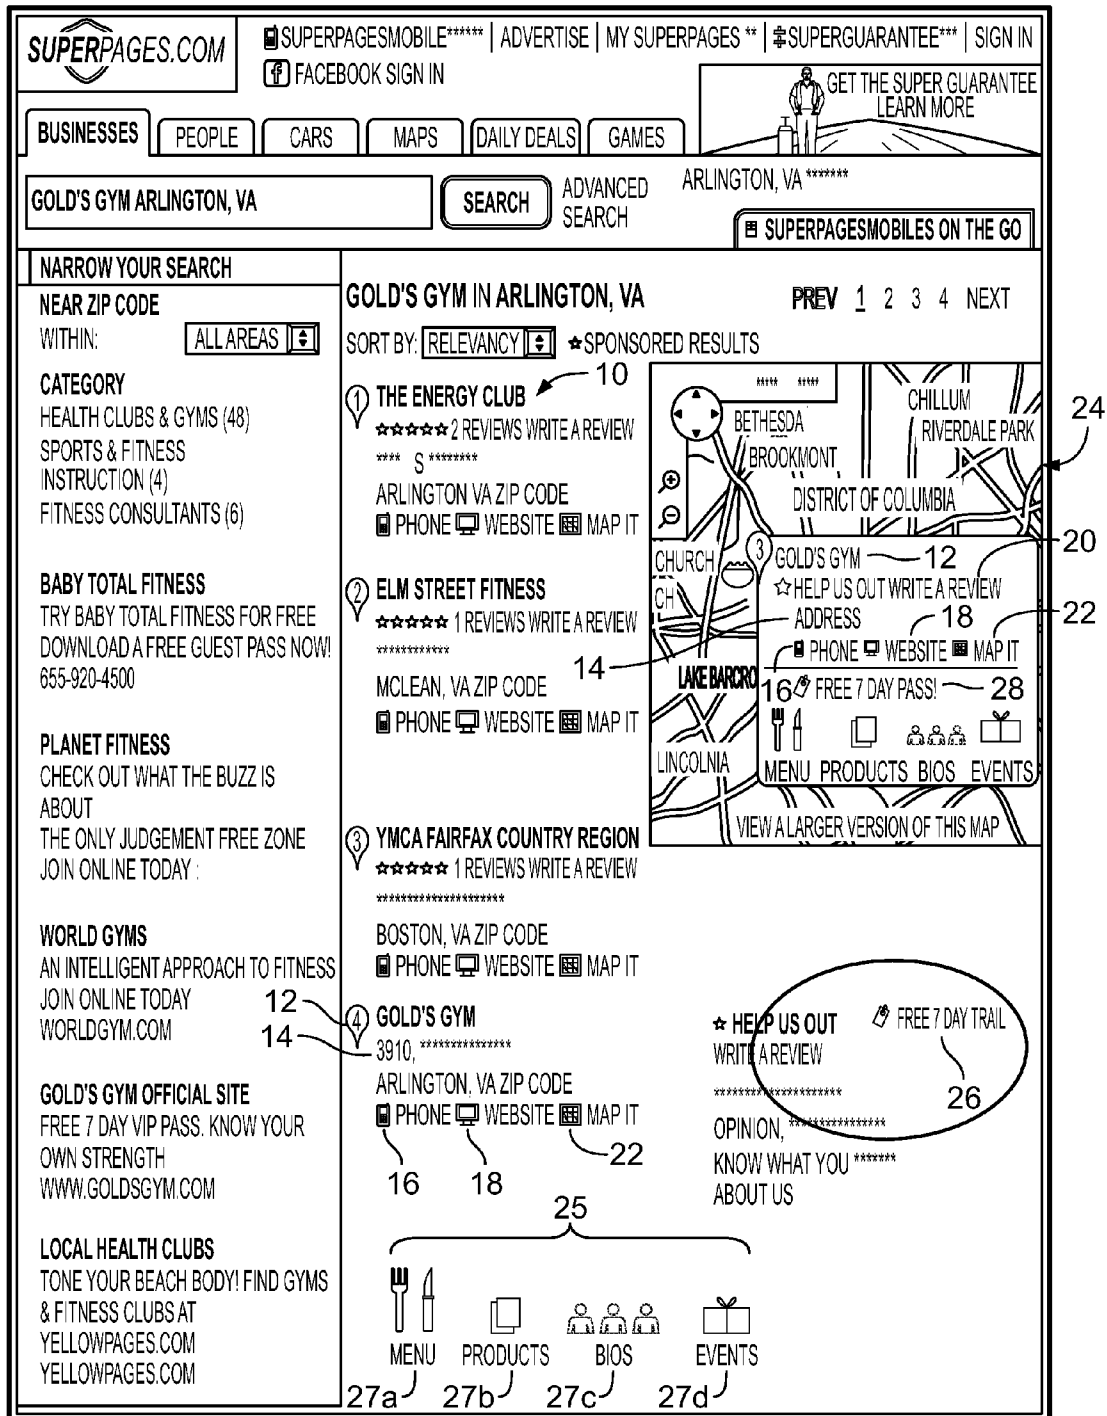 SUPERPAGES.COM
SUPERPAGESMOBILE****** | ADVERTISE | MY SUPERPAGES ** | SUPERGUARANTEE*** | SIGN IN
f FACEBOOK SIGN IN
GET THE SUPER GUARANTEE
LEARN MORE
BUSINESSES PEOPLE CARS MAPS DAILY DEALS GAMES
GOLD'S GYM ARLINGTON, VA
SEARCH
ADVANCED
SEARCH
ARLINGTON, VA *******
SUPERPAGESMOBILES ON THE GO
NARROW YOUR SEARCH
NEAR ZIP CODE
WITHIN: ALL AREAS
CATEGORY
HEALTH CLUBS & GYMS (48)
SPORTS & FITNESS
INSTRUCTION (4)
FITNESS CONSULTANTS (6)
BABY TOTAL FITNESS
TRY BABY TOTAL FITNESS FOR FREE
DOWNLOAD A FREE GUEST PASS NOW!
655-920-4500
PLANET FITNESS
CHECK OUT WHAT THE BUZZ IS
ABOUT
THE ONLY JUDGEMENT FREE ZONE
JOIN ONLINE TODAY :
WORLD GYMS
AN INTELLIGENT APPROACH TO FITNESS
JOIN ONLINE TODAY
WORLDGYM.COM
GOLD'S GYM OFFICIAL SITE
FREE 7 DAY VIP PASS. KNOW YOUR
OWN STRENGTH
WWW.GOLDSGYM.COM
LOCAL HEALTH CLUBS
TONE YOUR BEACH BODY! FIND GYMS
& FITNESS CLUBS AT
YELLOWPAGES.COM
YELLOWPAGES.COM
GOLD'S GYM IN ARLINGTON, VA
PREV 1 2 3 4 NEXT
SORT BY: RELEVANCY ★SPONSORED RESULTS
10
1 THE ENERGY CLUB
☆☆☆☆☆ 2 REVIEWS WRITE A REVIEW
**** S ********
ARLINGTON VA ZIP CODE
PHONE WEBSITE MAP IT
2 ELM STREET FITNESS
☆☆☆☆☆ 1 REVIEWS WRITE A REVIEW
************
MCLEAN, VA ZIP CODE
PHONE WEBSITE MAP IT
3 YMCA FAIRFAX COUNTRY REGION
☆☆☆☆☆ 1 REVIEWS WRITE A REVIEW
*********************
BOSTON, VA ZIP CODE
PHONE WEBSITE MAP IT
12
4 GOLD'S GYM
14
3910, ***************
ARLINGTON, VA ZIP CODE
PHONE WEBSITE MAP IT
16 18 22
***** *****
BETHESDA
CHILLUM
RIVERDALE PARK
24
BROOKMONT
DISTRICT OF COLUMBIA
CHURCH
CH
20
3 GOLD'S GYM 12
☆HELP US OUT WRITE A REVIEW
ADDRESS 18 22
14
PHONE WEBSITE MAP IT
LAKE BARCRO
16 FREE 7 DAY PASS! 28
LINCOLNIA
MENU PRODUCTS BIOS EVENTS
VIEW A LARGER VERSION OF THIS MAP
★ HELP US OUT
WRITE A REVIEW
FREE 7 DAY TRAIL
26
********************
OPINION, ***************
KNOW WHAT YOU *******
ABOUT US
25
MENU PRODUCTS BIOS EVENTS
27a 27b 27c 27d